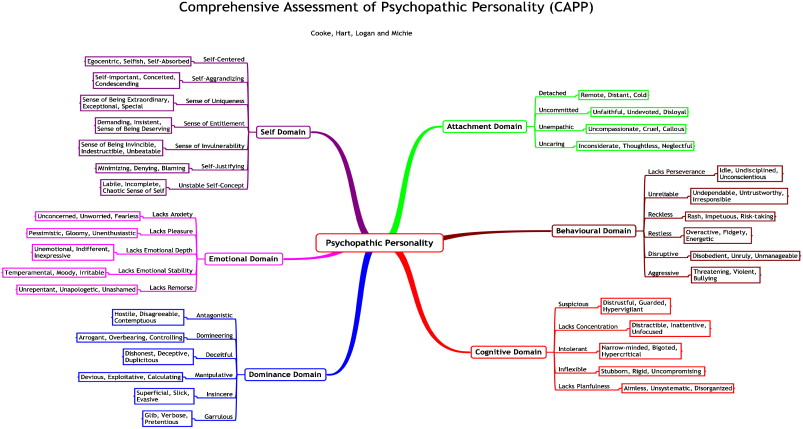 Comprehensive Assessment of Psychopathic Personality (CAPP)
Cooke, Hart, Logan and Michie
Psychopathic Personality
Self Domain
Self-Centered
Egocentric, Selfish, Self-Absorbed
Self-Aggrandizing
Self-Important, Conceited,
Condescending
Sense of Uniqueness
Sense of Being Extraordinary,
Exceptional, Special
Sense of Entitlement
Demanding, Insistent,
Sense of Being Deserving
Sense of Invulnerability
Sense of Being Invincible,
Indestructible, Unbeatable
Self-Justifying
Minimizing, Denying, Blaming
Unstable Self-Concept
Labile, Incomplete,
Chaotic Sense of Self
Emotional Domain
Lacks Anxiety
Unconcerned, Unworried, Fearless
Lacks Pleasure
Pessimistic, Gloomy, Unenthusiastic
Lacks Emotional Depth
Unemotional, Indifferent,
Inexpressive
Lacks Emotional Stability
Temperamental, Moody, Irritable
Lacks Remorse
Unrepentant, Unapologetic, Unashamed
Dominance Domain
Antagonistic
Hostile, Disagreeable,
Contemptuous
Domineering
Arrogant, Overbearing, Controlling
Deceitful
Dishonest, Deceptive,
Duplicitous
Manipulative
Devious, Exploitative, Calculating
Insincere
Superficial, Slick,
Evasive
Garrulous
Glib, Verbose,
Pretentious
Attachment Domain
Detached
Remote, Distant, Cold
Uncommitted
Unfaithful, Undevoted, Disloyal
Unempathic
Uncompassionate, Cruel, Callous
Uncaring
Inconsiderate, Thoughtless, Neglectful
Behavioural Domain
Lacks Perseverance
Idle, Undisciplined,
Unconscientious
Unreliable
Undependable, Untrustworthy,
Irresponsible
Reckless
Rash, Impetuous, Risk-taking
Restless
Overactive, Fidgety,
Energetic
Disruptive
Disobedient, Unruly, Unmanageable
Aggressive
Threatening, Violent,
Bullying
Cognitive Domain
Suspicious
Distrustful, Guarded,
Hypervigilant
Lacks Concentration
Distractible, Inattentive,
Unfocused
Intolerant
Narrow-minded, Bigoted,
Hypercritical
Inflexible
Stubborn, Rigid, Uncompromising
Lacks Planfulness
Aimless, Unsystematic, Disorganized